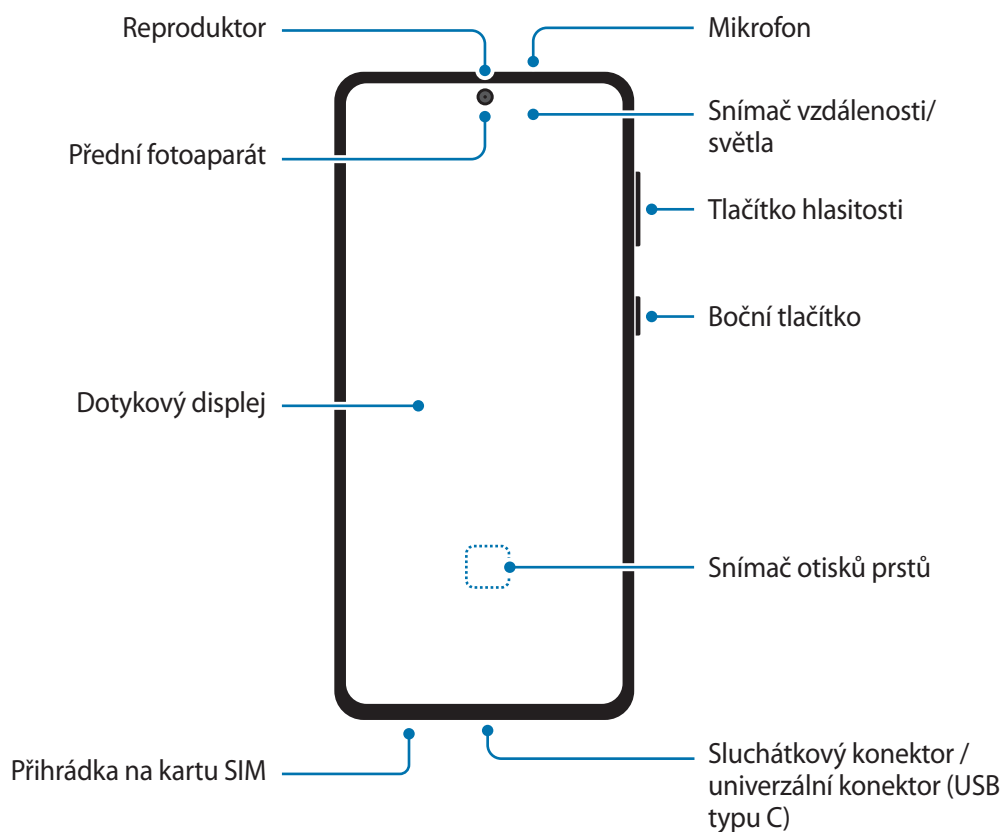 Reproduktor
Mikrofon
Přední fotoaparát
Snímač vzdálenosti/
světla
Tlačítko hlasitosti
Boční tlačítko
Dotykový displej
Snímač otisků prstů
Přihrádka na kartu SIM
Sluchátkový konektor /
univerzální konektor (USB
typu C)